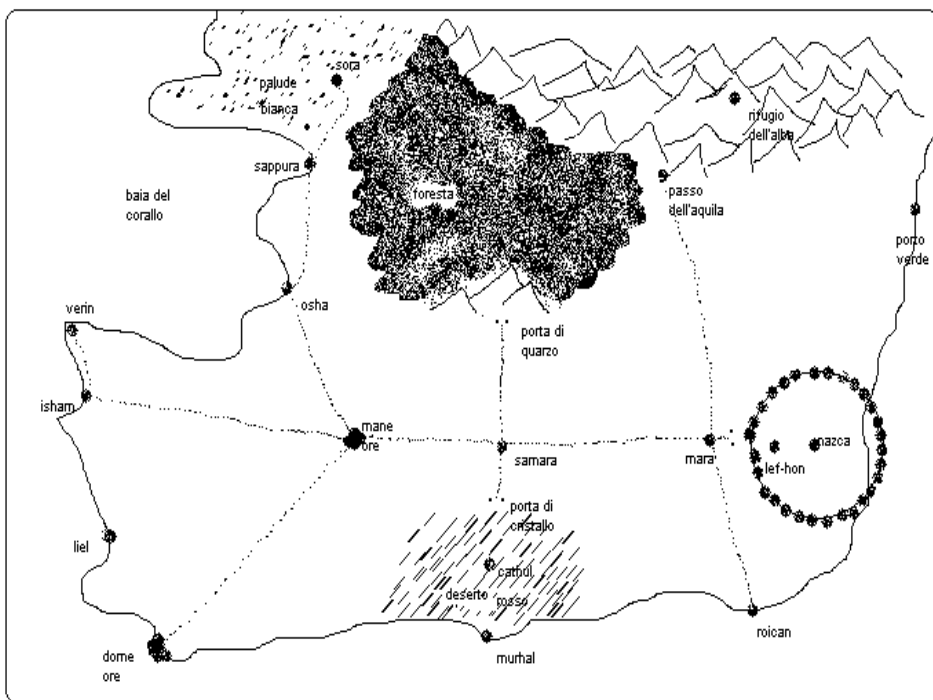 sora
palude
bianca
rifugio
dell'alba
sappura
foresta
passo
dell'aquila
baia del
corallo
porto
verde
verin
osha
porta di
quarzo
isham
mane
ore
samara
mara
nazca
lef-hon
porta di
cristallo
liel
cathul
deserto rosso
dome
ore
murhal
roican